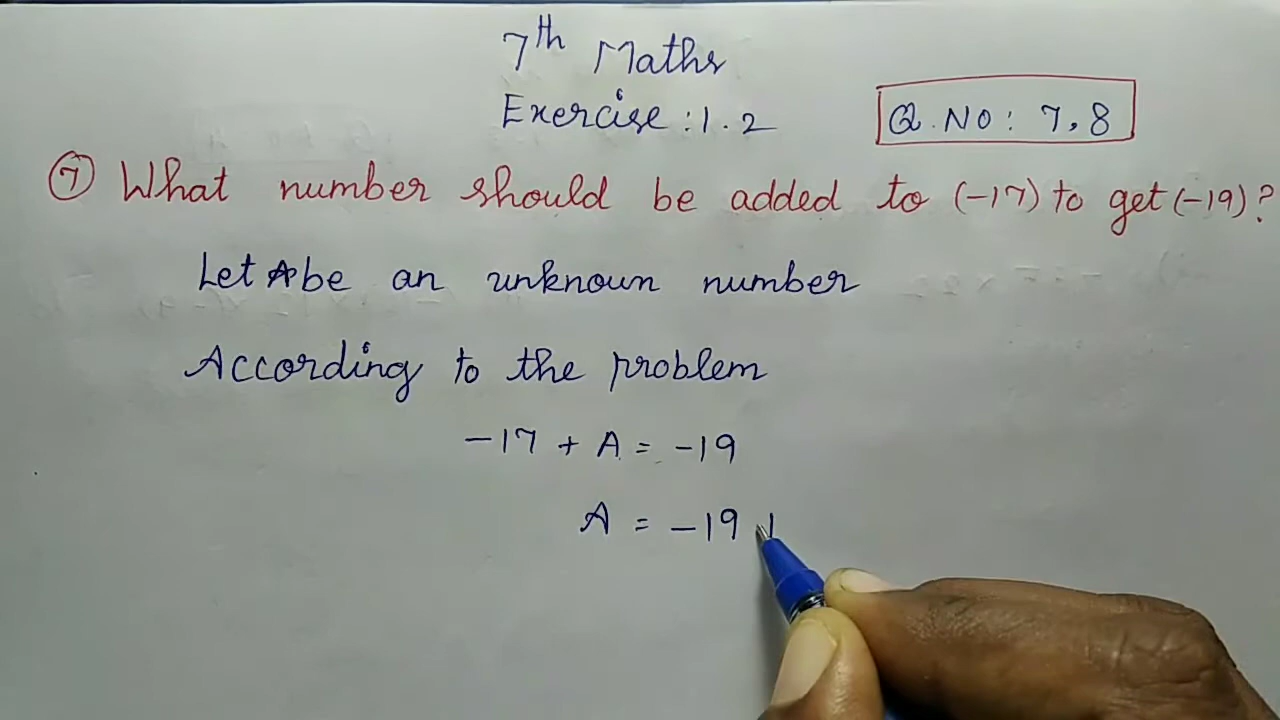 7th Maths
Exercise : 1.2
Q. No : 7, 8
7 What number should be added to (-17) to get (-19) ?
Let A be an unknown number
According to the problem
-17 + A = -19
A = -19